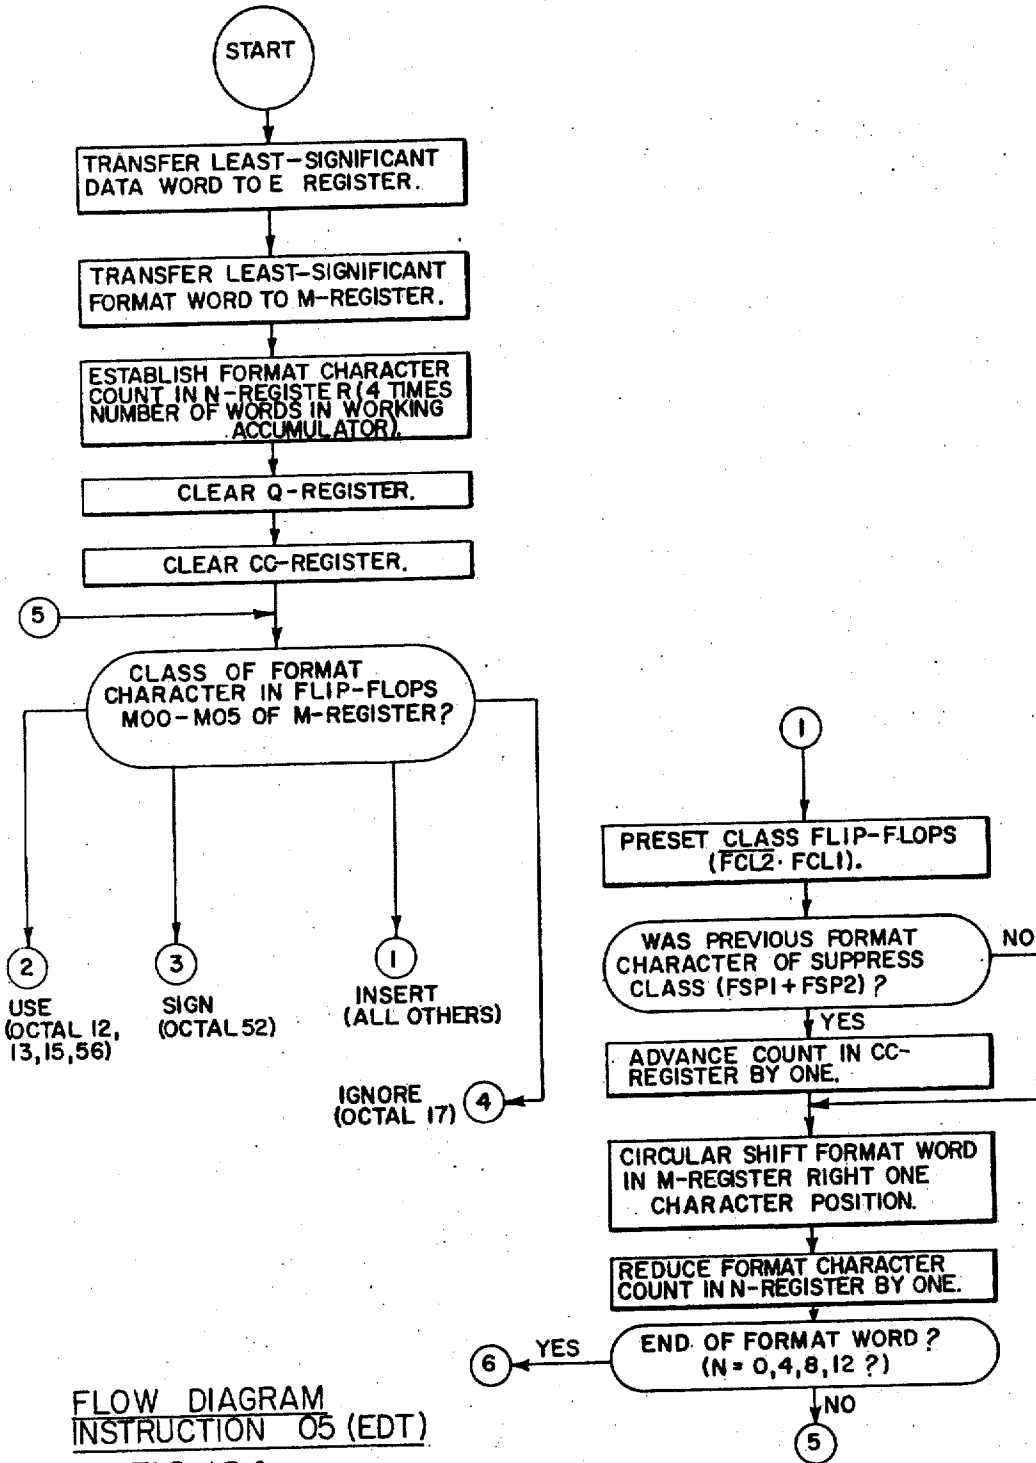 START
TRANSFER LEAST-SIGNIFICANT
DATA WORD TO E REGISTER.
TRANSFER LEAST-SIGNIFICANT
FORMAT WORD TO M-REGISTER.
ESTABLISH FORMAT CHARACTER
COUNT IN N-REGISTER (4 TIMES
NUMBER OF WORDS IN WORKING
ACCUMULATOR).
CLEAR Q-REGISTER.
CLEAR CC-REGISTER.
5
CLASS OF FORMAT
CHARACTER IN FLIP-FLOPS
M00-M05 OF M-REGISTER?
2
USE
(OCTAL 12,
13,15,56)
3
SIGN
(OCTAL 52)
1
INSERT
(ALL OTHERS)
IGNORE
(OCTAL 17)
4
1
PRESET CLASS FLIP-FLOPS
(F̅C̅L̅2̅ · FCL1).
WAS PREVIOUS FORMAT
CHARACTER OF SUPPRESS
CLASS (FSP1+FSP2) ?
NO
YES
ADVANCE COUNT IN CC-
REGISTER BY ONE.
CIRCULAR SHIFT FORMAT WORD
IN M-REGISTER RIGHT ONE
CHARACTER POSITION.
REDUCE FORMAT CHARACTER
COUNT IN N-REGISTER BY ONE.
END OF FORMAT WORD ?
(N = 0,4,8,12 ?)
YES
6
NO
5
FLOW DIAGRAM
INSTRUCTION 05 (EDT)